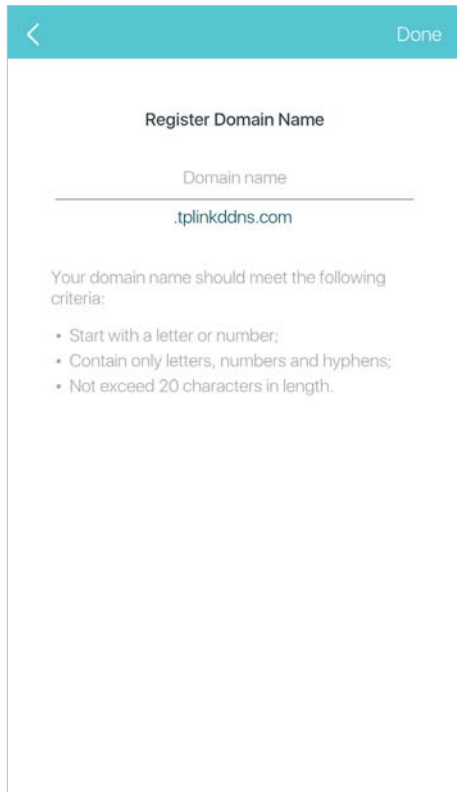 Done
Register Domain Name
Domain name
.tplinkddns.com
Your domain name should meet the following
criteria:
• Start with a letter or number;
• Contain only letters, numbers and hyphens;
• Not exceed 20 characters in length.